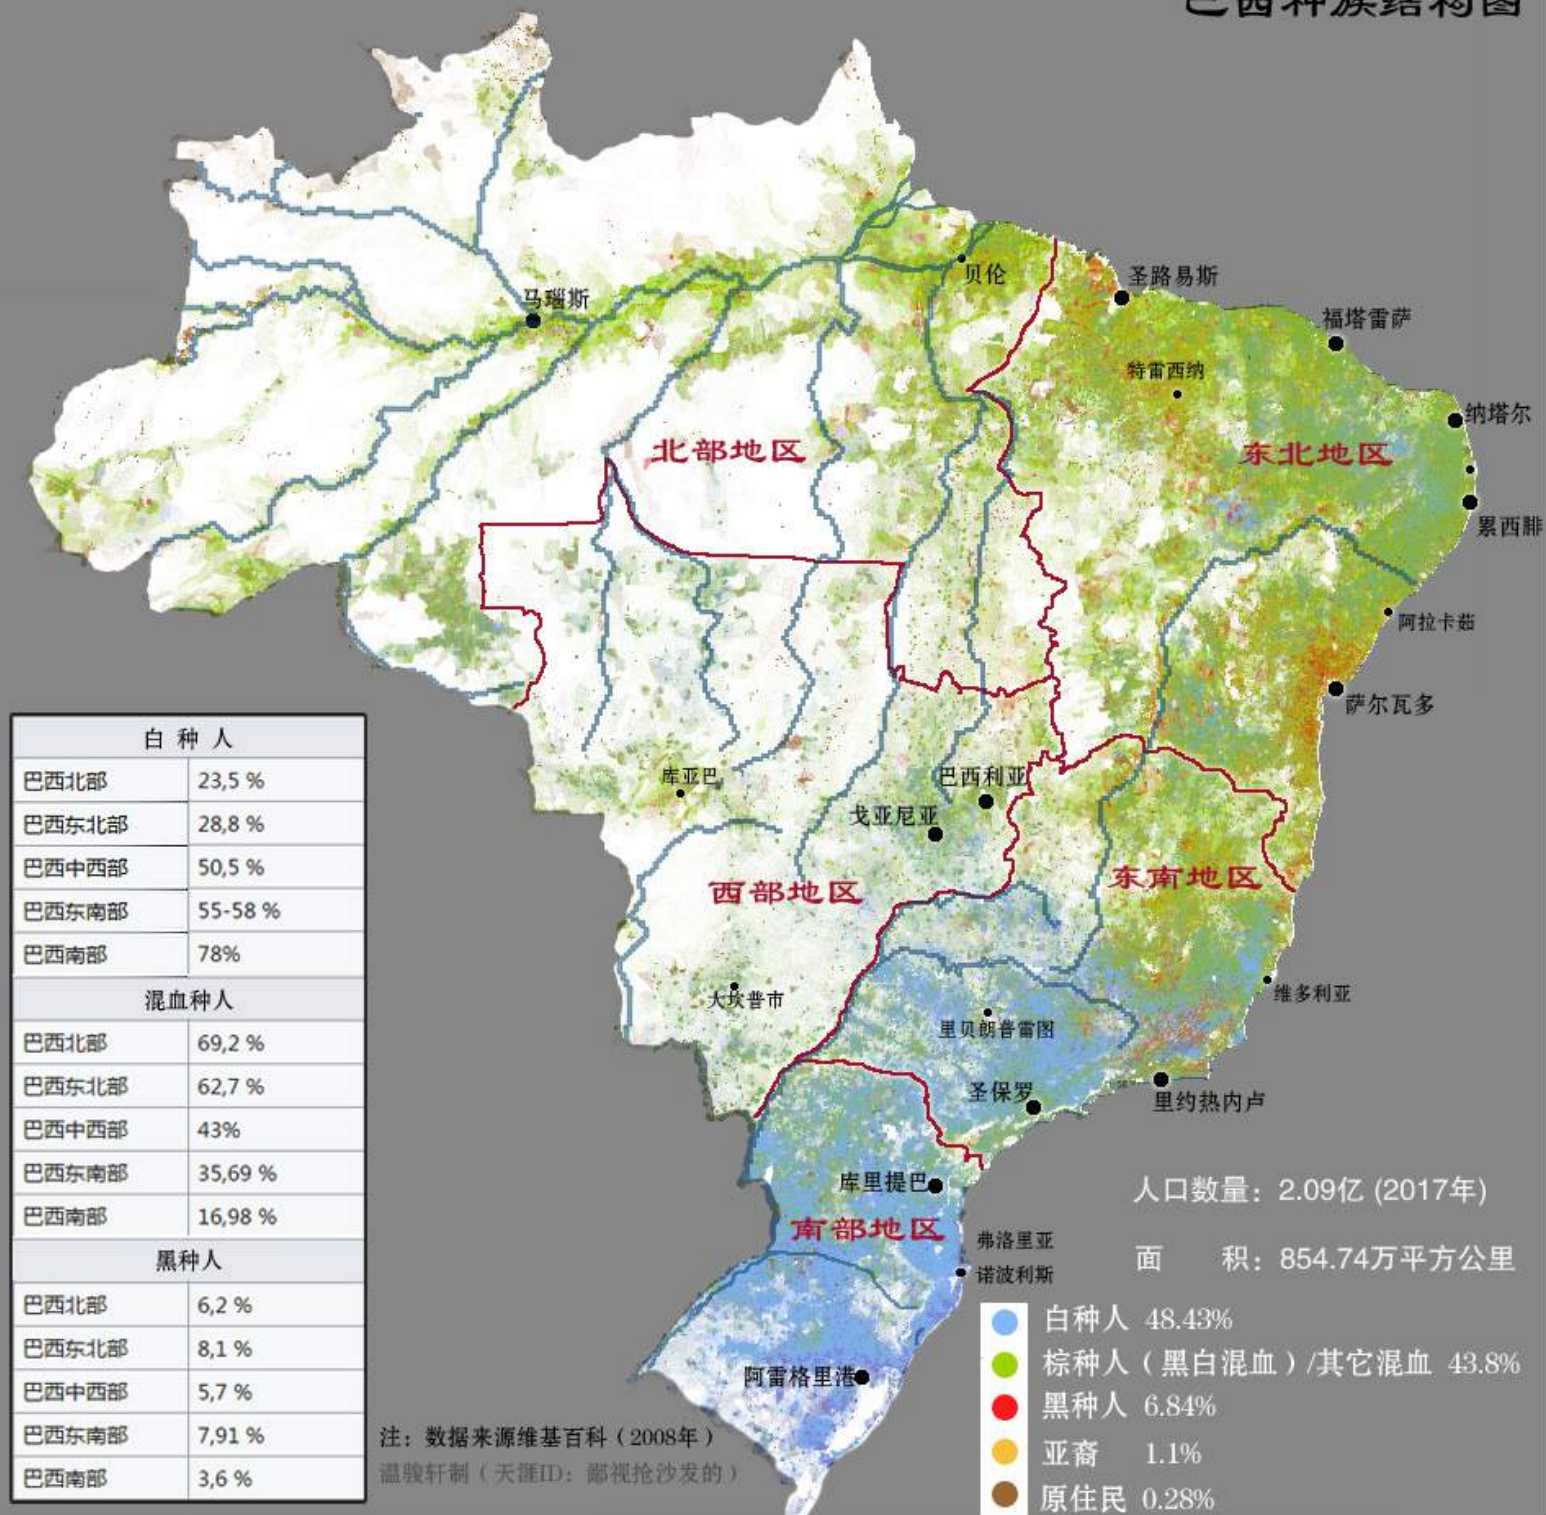 巴西种族结构图
贝伦
圣路易斯
马瑙斯
福塔雷萨
特雷西纳
纳塔尔
北部地区
东北地区
累西腓
阿拉卡茹
萨尔瓦多
库亚巴
巴西利亚
戈亚尼亚
西部地区
东南地区
大坎普市
维多利亚
里贝朗普雷图
圣保罗
里约热内卢
库里提巴
南部地区
弗洛里亚
诺波利斯
阿雷格里港
白 种 人
巴西北部 23,5 %
巴西东北部 28,8 %
巴西中西部 50,5 %
巴西东南部 55-58 %
巴西南部 78%
混血种人
巴西北部 69,2 %
巴西东北部 62,7 %
巴西中西部 43%
巴西东南部 35,69 %
巴西南部 16,98 %
黑种人
巴西北部 6,2 %
巴西东北部 8,1 %
巴西中西部 5,7 %
巴西东南部 7,91 %
巴西南部 3,6 %
人口数量：2.09亿 (2017年)
面 积：854.74万平方公里
白种人 48.43%
棕种人（黑白混血）/其它混血 43.8%
黑种人 6.84%
亚裔 1.1%
原住民 0.28%
注：数据来源维基百科（2008年）
温骏轩制（天涯ID：鄙视抢沙发的）